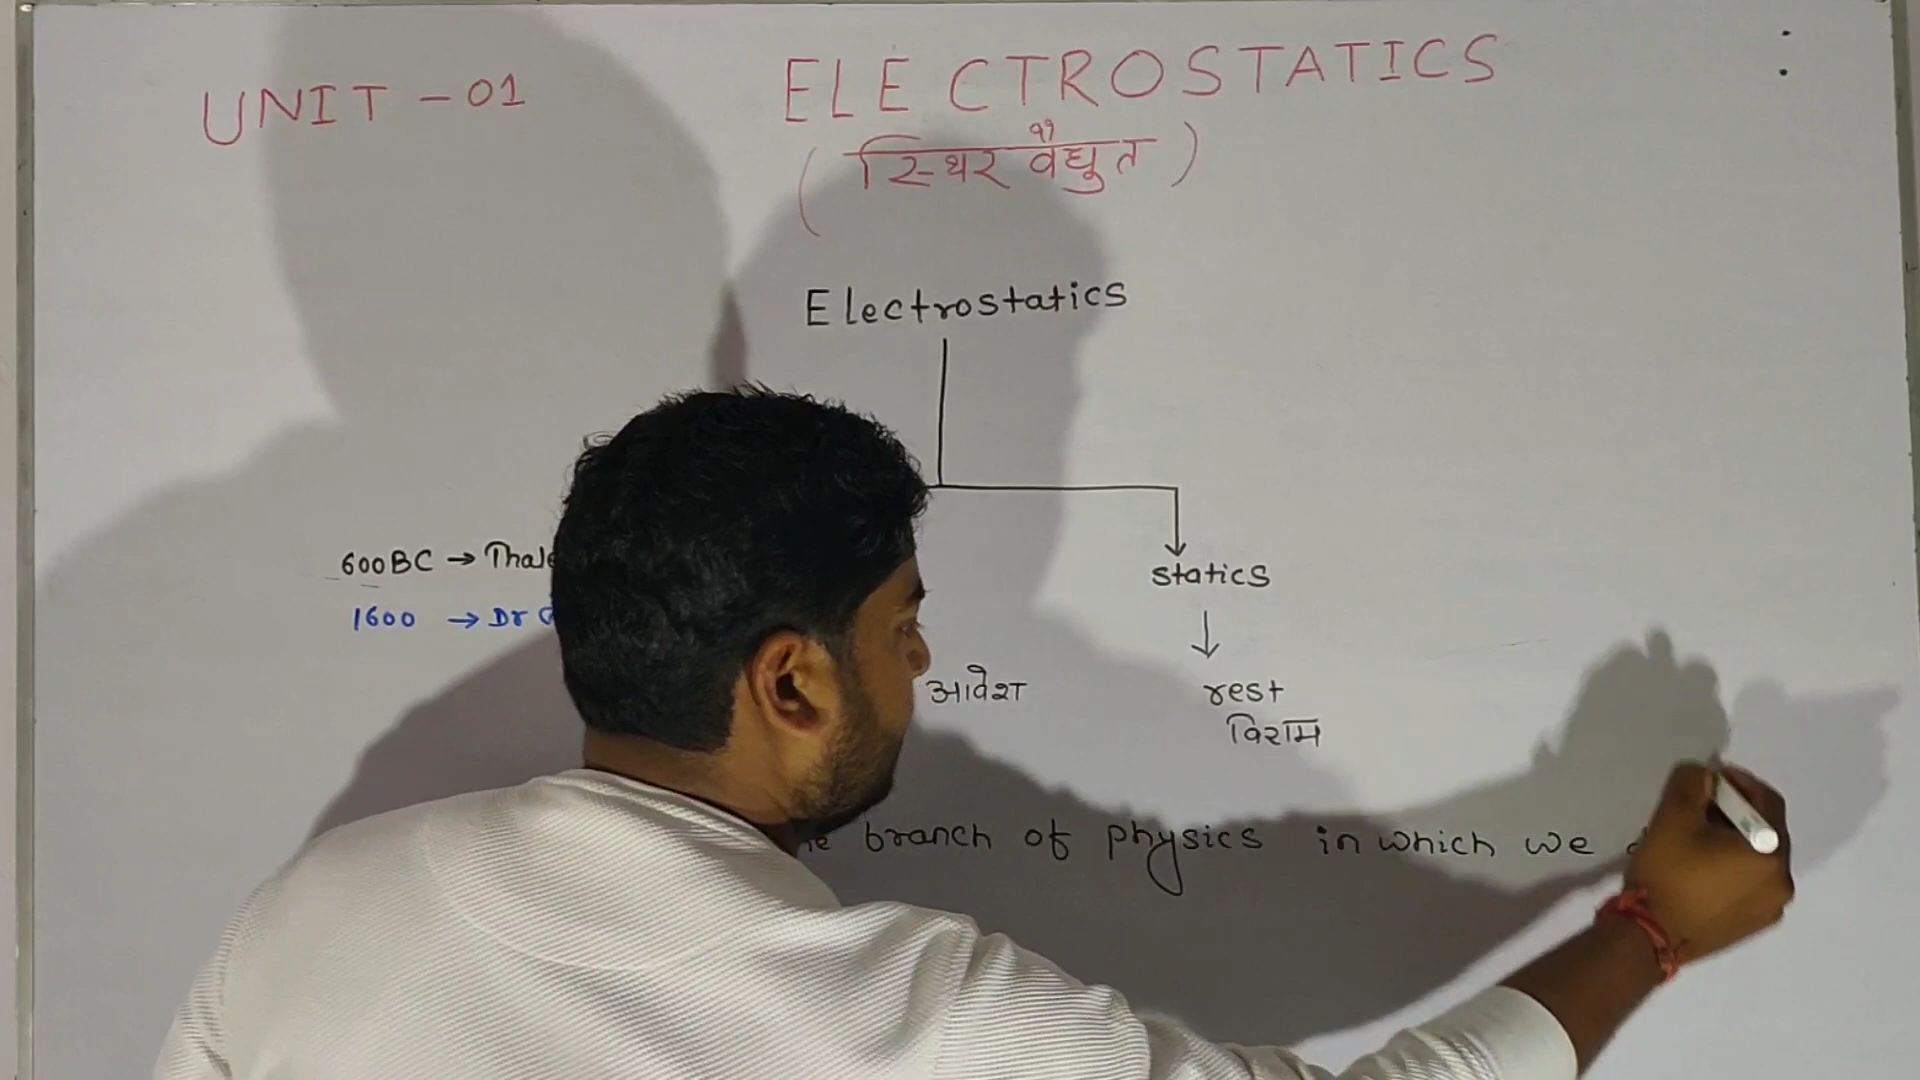 UNIT - 01
ELECTROSTATICS
( स्थिर वैद्युत )
Electrostatics
600BC → Thale
1600 → Dr
statics
↓
आवेश
rest
विराम
branch of physics in which we